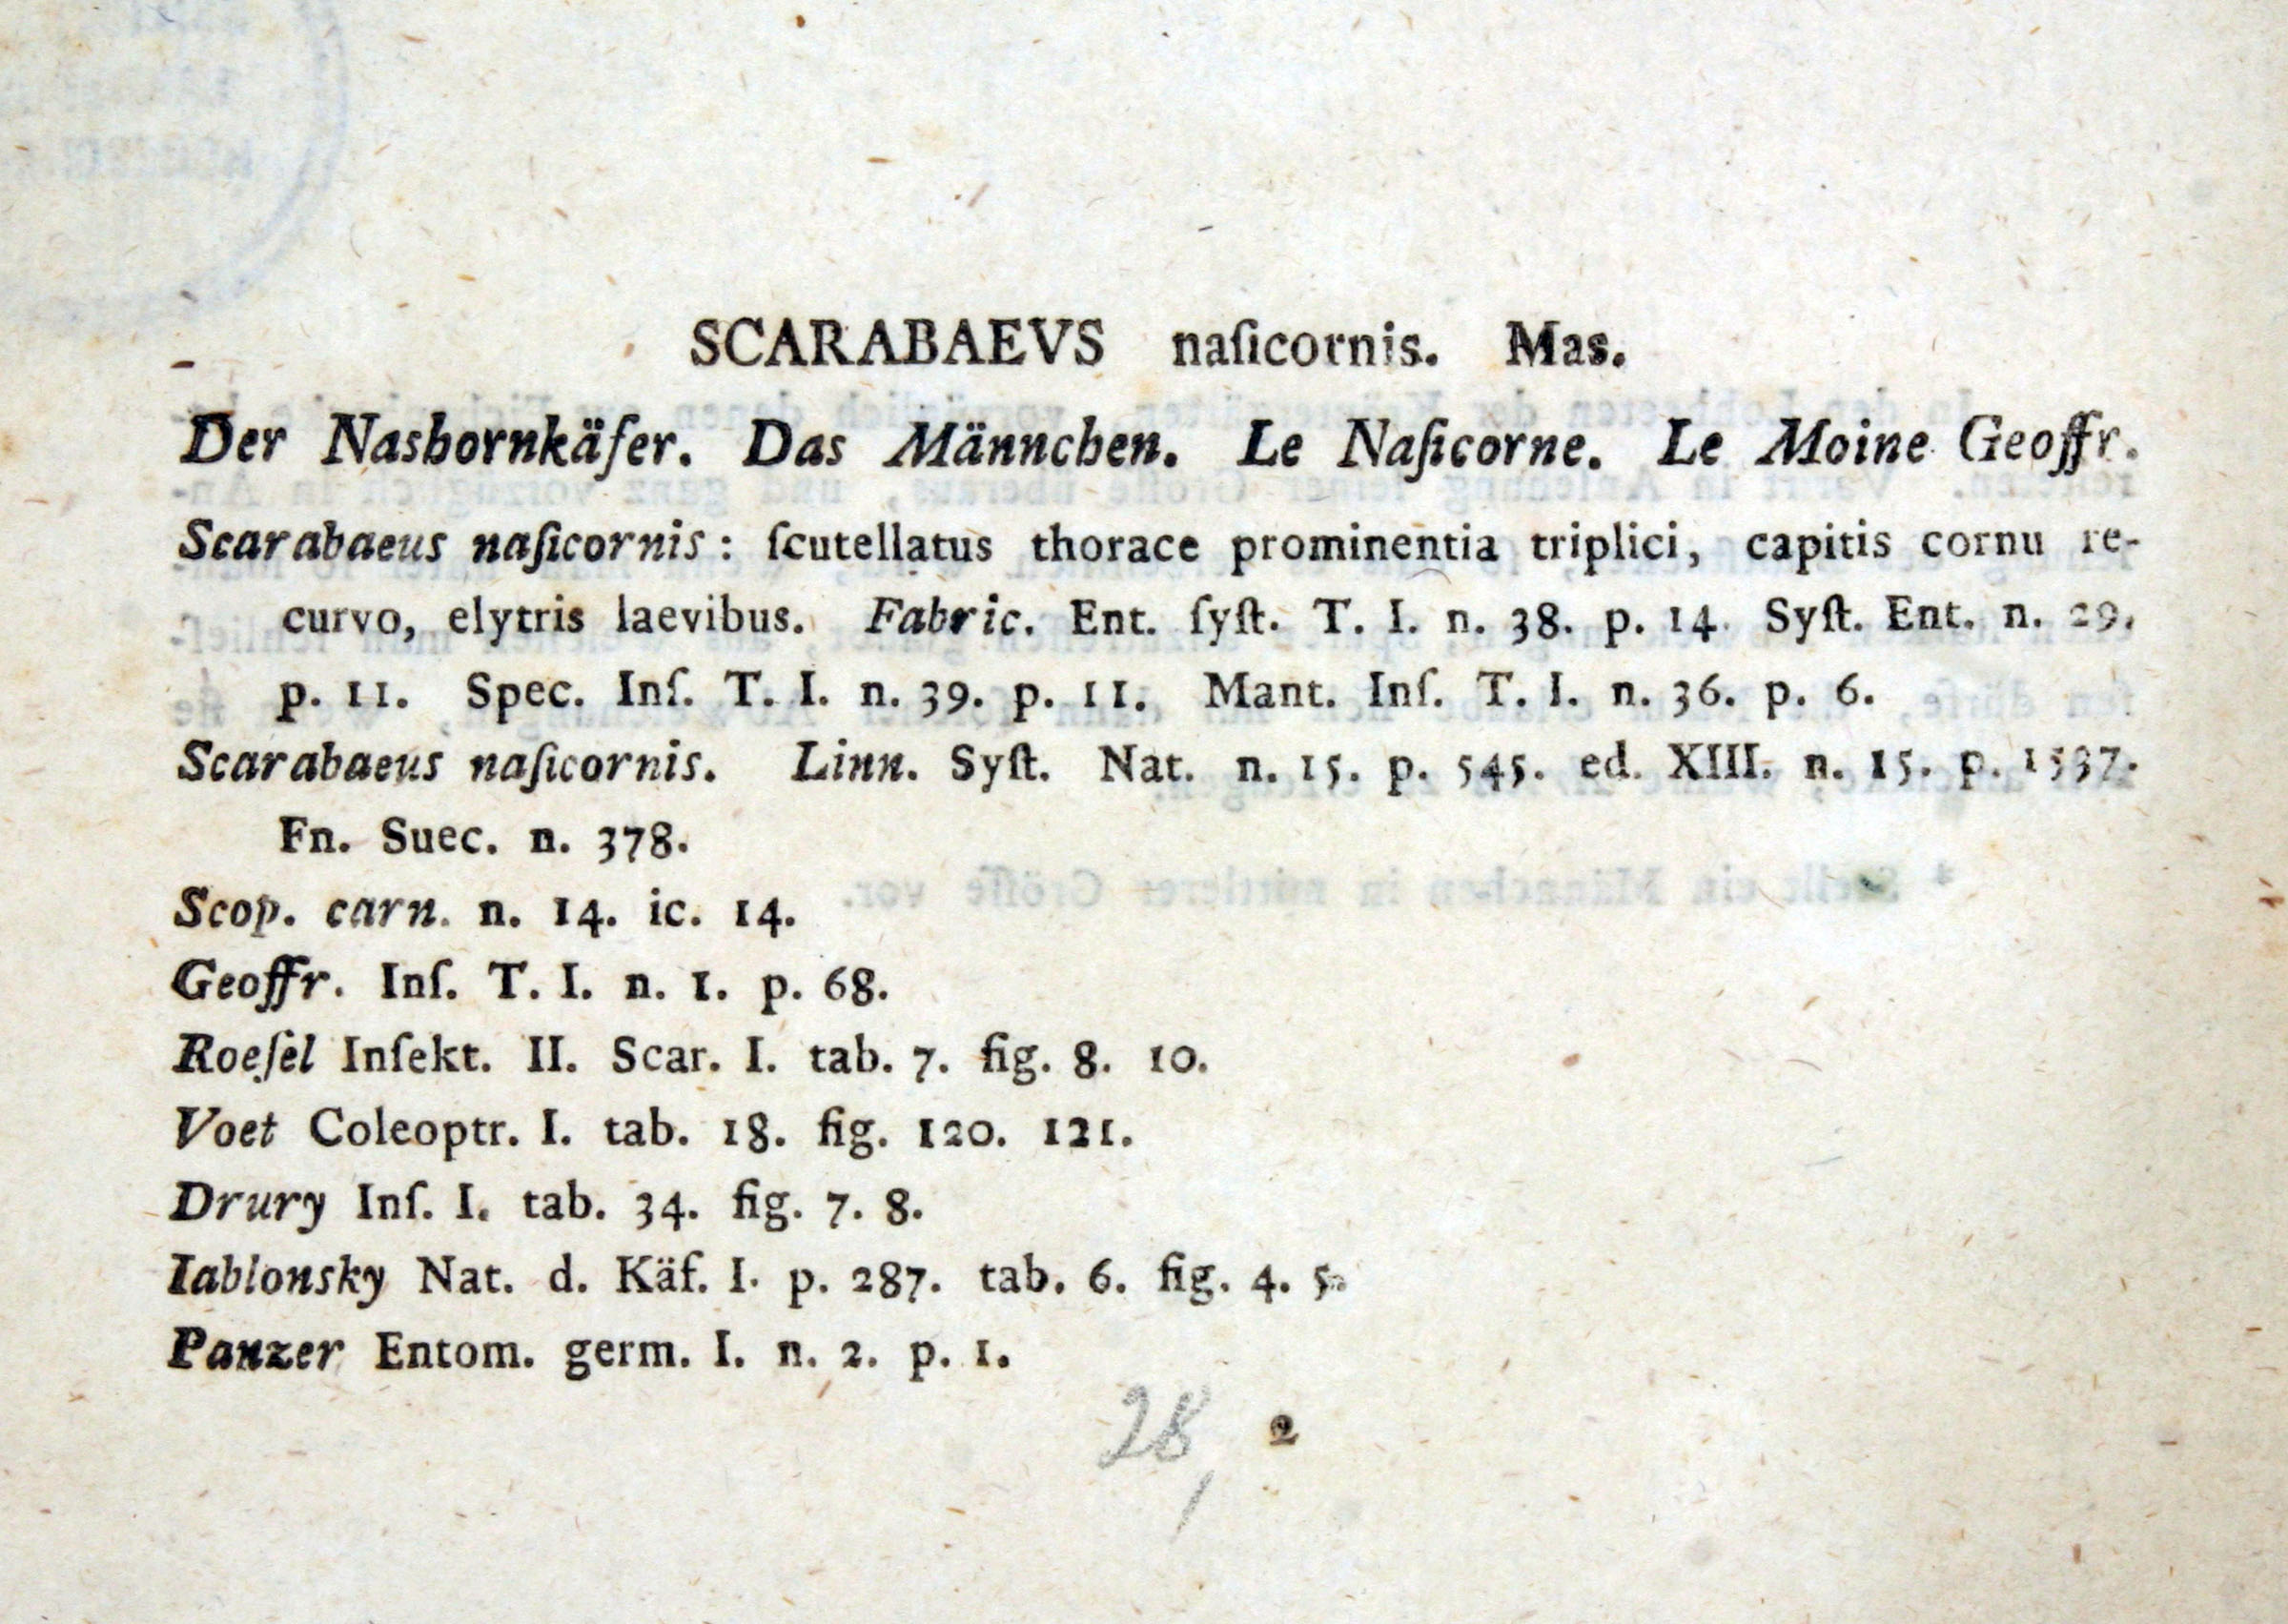 SCARABAEVS naſicornis. Mas.
Der Nashornkäfer. Das Männchen. Le Naſicorne. Le Moine Geoffr.
Scarabaeus naſicornis: ſcutellatus thorace prominentia triplici, capitis cornu re-
curvo, elytris laevibus. Fabric. Ent. ſyſt. T. I. n. 38. p. 14. Syſt. Ent. n. 29.
p. 11. Spec. Inſ. T. I. n. 39. p. 11. Mant. Inſ. T. I. n. 36. p. 6.
Scarabaeus naſicornis. Linn. Syſt. Nat. n. 15. p. 545. ed. XIII. n. 15. p. 1537.
Fn. Suec. n. 378.
Scop. carn. n. 14. ic. 14.
Geoffr. Inſ. T. I. n. 1. p. 68.
Roeſel Inſekt. II. Scar. I. tab. 7. fig. 8. 10.
Voet Coleoptr. I. tab. 18. fig. 120. 121.
Drury Inſ. I. tab. 34. fig. 7. 8.
Iablonsky Nat. d. Käf. I. p. 287. tab. 6. fig. 4. 5.
Panzer Entom. germ. I. n. 2. p. 1.
28, 2